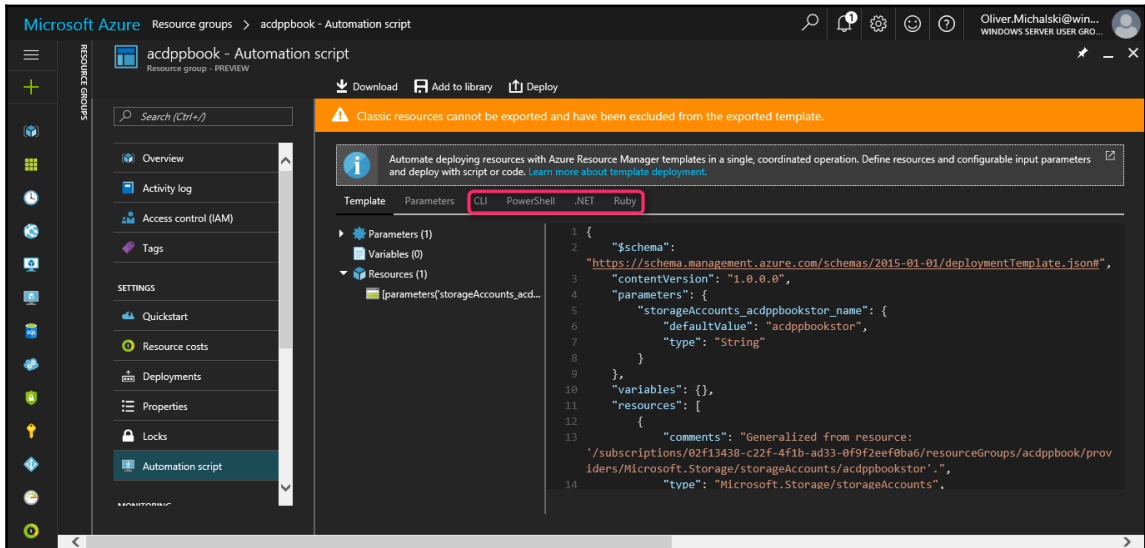 Microsoft Azure Resource groups > acdppbook - Automation script
1
Oliver.Michalski@win...
WINDOWS SERVER USER GRO...
RESOURCE GROUPS
acdppbook - Automation script
Resource group - PREVIEW
Download Add to library Deploy
Search (Ctrl+/)
Classic resources cannot be exported and have been excluded from the exported template.
Overview
Activity log
Access control (IAM)
Tags
SETTINGS
Quickstart
Resource costs
Deployments
Properties
Locks
Automation script
MONITORING
Automate deploying resources with Azure Resource Manager templates in a single, coordinated operation. Define resources and configurable input parameters
and deploy with script or code. Learn more about template deployment.
Template Parameters CLI PowerShell .NET Ruby
Parameters (1)
Variables (0)
Resources (1)
[parameters('storageAccounts_acd...
1 {
2 "$schema":
"https://schema.management.azure.com/schemas/2015-01-01/deploymentTemplate.json#",
3 "contentVersion": "1.0.0.0",
4 "parameters": {
5 "storageAccounts_acdppbookstor_name": {
6 "defaultValue": "acdppbookstor",
7 "type": "String"
8 }
9 },
10 "variables": {},
11 "resources": [
12 {
13 "comments": "Generalized from resource:
'/subscriptions/02f13438-c22f-4f1b-ad33-0f9f2eef0ba6/resourceGroups/acdppbook/prov
iders/Microsoft.Storage/storageAccounts/acdppbookstor'.",
14 "type": "Microsoft.Storage/storageAccounts",
SQL